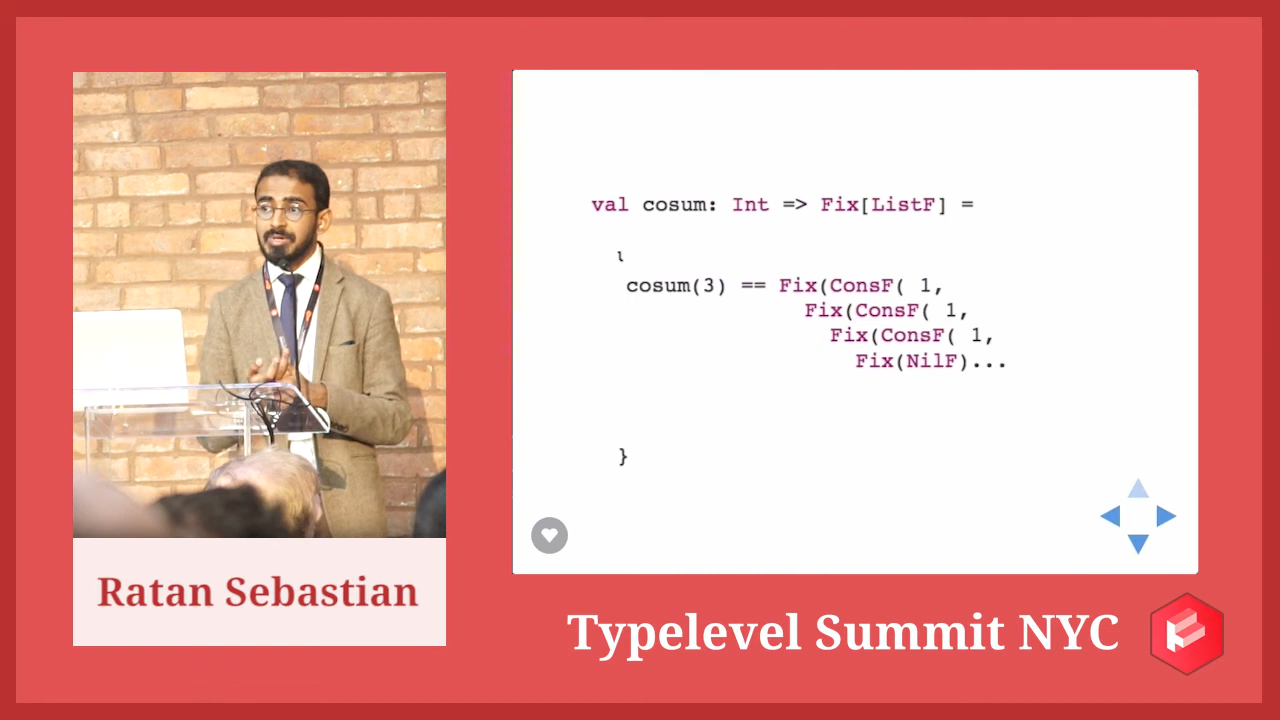 val cosum: Int => Fix[ListF] =
cosum(3) == Fix(ConsF( 1,
Fix(ConsF( 1,
Fix(ConsF( 1,
Fix(NilF)...
}
Ratan Sebastian
Typelevel Summit NYC